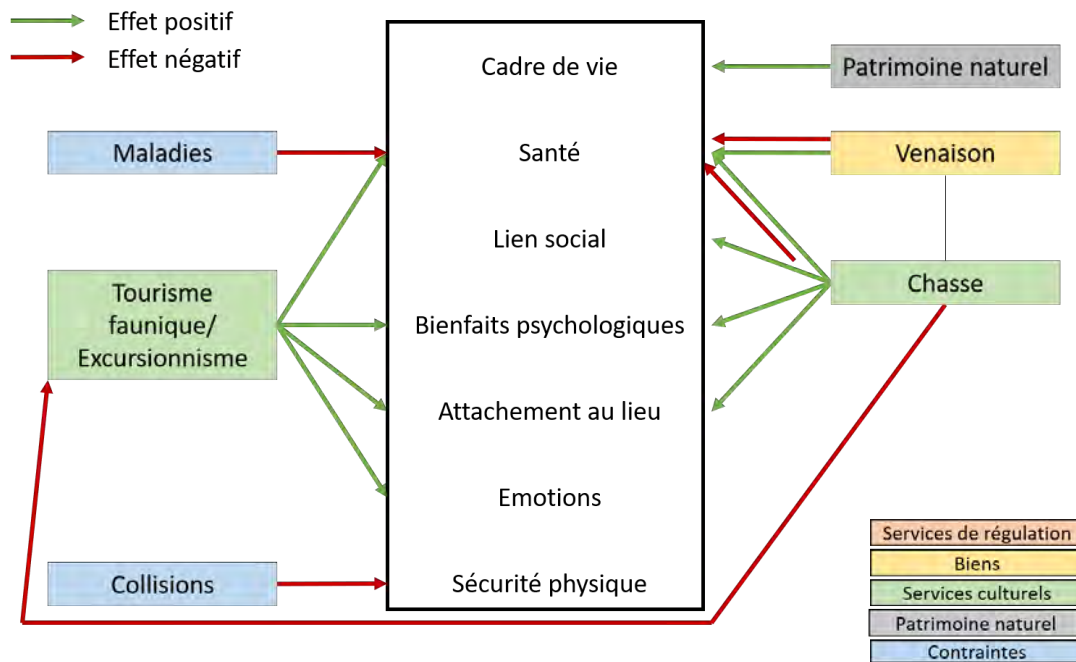 Effet positif
Effet négatif
Maladies
Tourisme
faunique/
Excursionnisme
Collisions
Cadre de vie
Santé
Lien social
Bienfaits psychologiques
Attachement au lieu
Emotions
Sécurité physique
Patrimoine naturel
Venaison
Chasse
Services de régulation
Biens
Services culturels
Patrimoine naturel
Contraintes